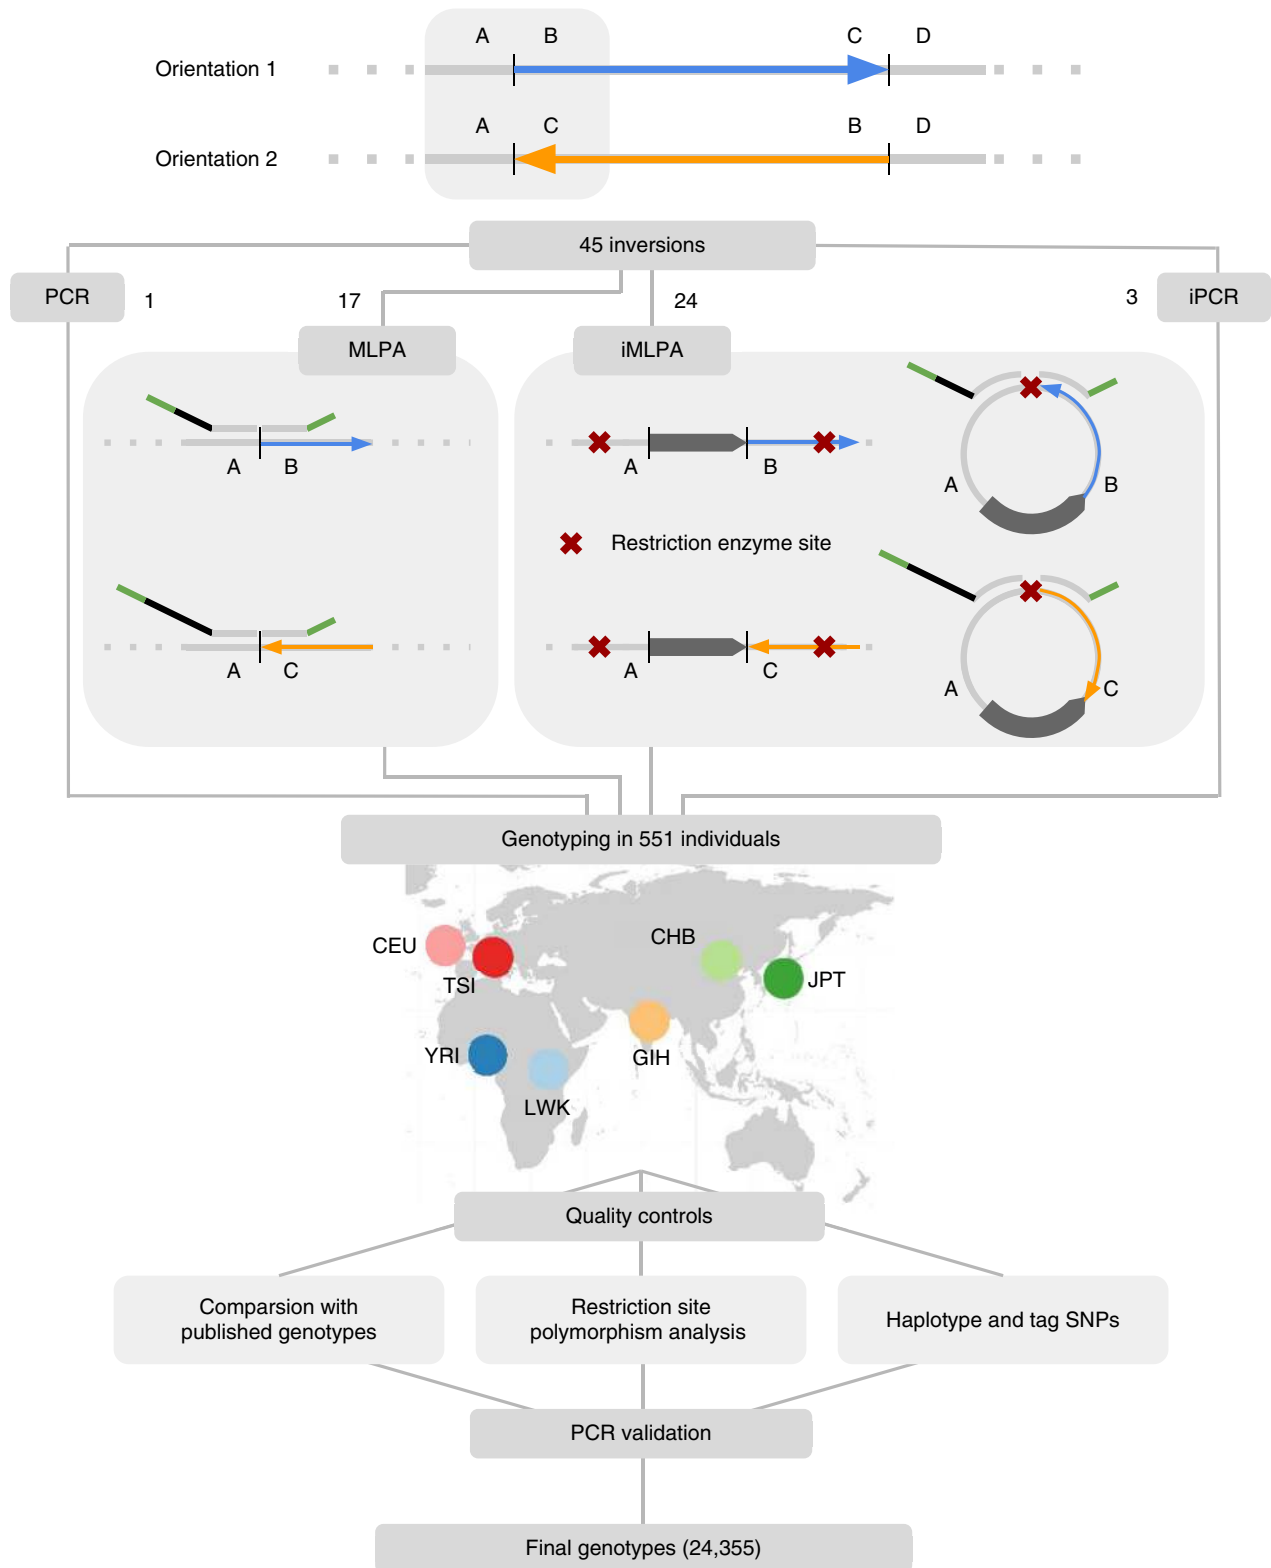 A B C D
Orientation 1
A C B D
Orientation 2
45 inversions
PCR 1 17 24 3 iPCR
MLPA iMLPA
A B
A B
A B
Restriction enzyme site
A C
A C
A C
Genotyping in 551 individuals
CEU
TSI
CHB
JPT
YRI
LWK
GIH
Quality controls
Comparsion with
published genotypes
Restriction site
polymorphism analysis
Haplotype and tag SNPs
PCR validation
Final genotypes (24,355)